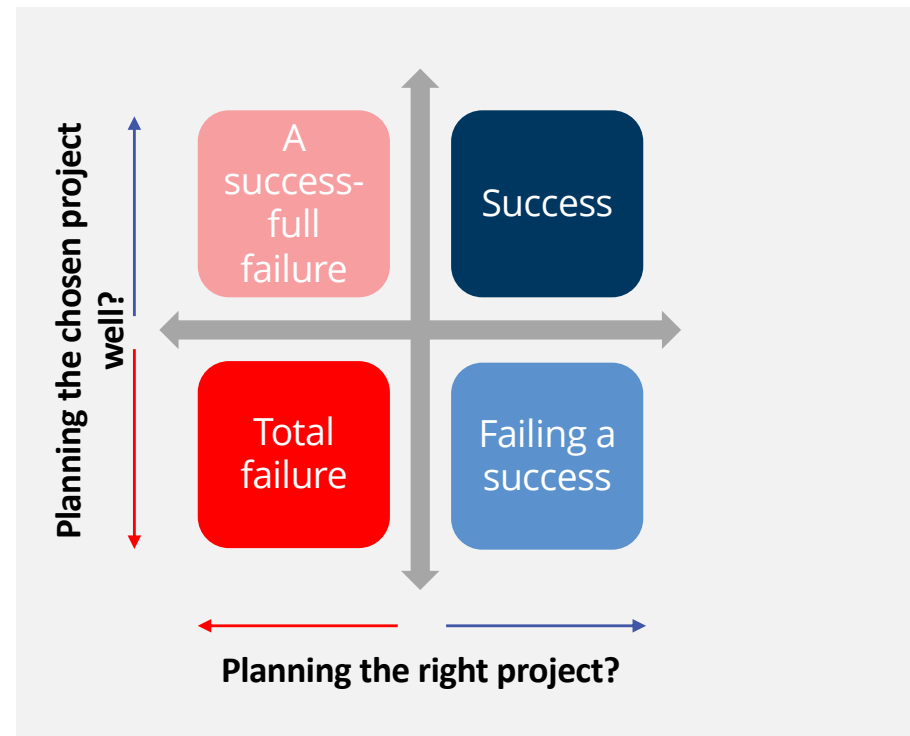 A
success-
full
failure
Success
Planning the chosen project
well?
Total
failure
Failing a
success
Planning the right project?